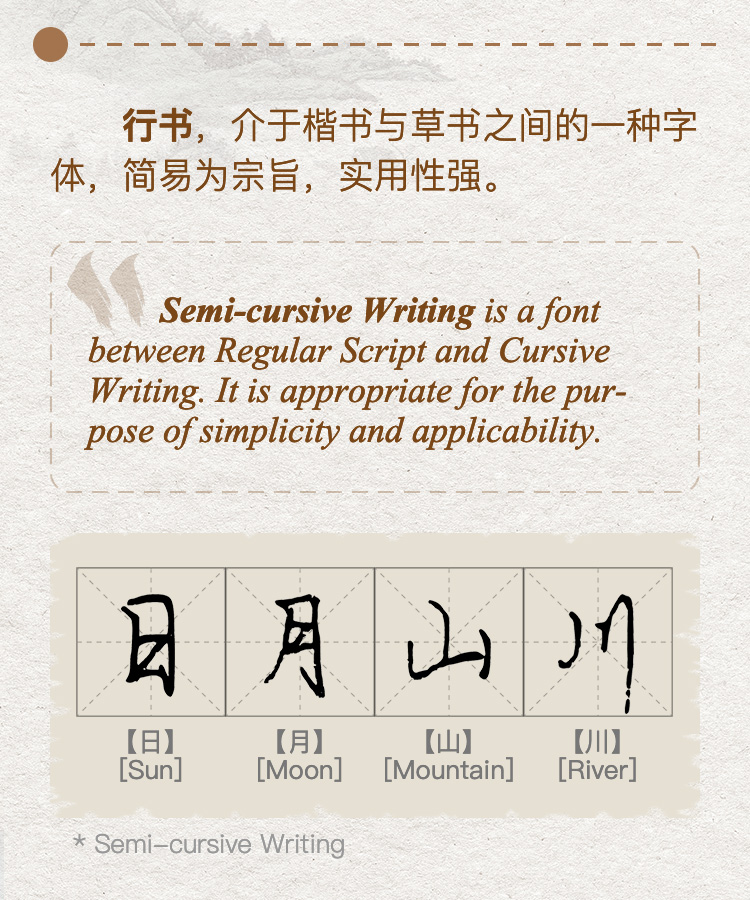 行书，介于楷书与草书之间的一种字
体，简易为宗旨，实用性强。
Semi-cursive Writing is a font
between Regular Script and Cursive
Writing. It is appropriate for the pur-
pose of simplicity and applicability.
日 月 山 川
【日】 【月】 【山】 【川】
[Sun] [Moon] [Mountain] [River]
* Semi-cursive Writing